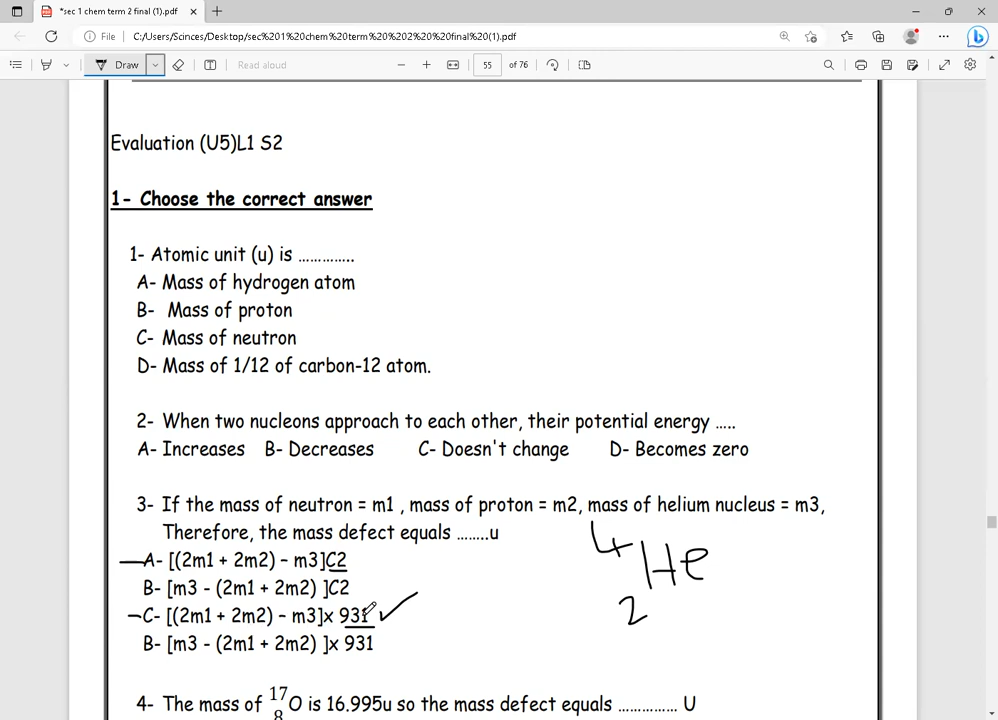 *sec 1 chem term 2 final (1).pdf
File C:/Users/Scinces/Desktop/sec%201%20chem%20term%20%202%20%20final%20(1).pdf
Draw Read aloud 55 of 76
Evaluation (U5)L1 S2
1- Choose the correct answer
1- Atomic unit (u) is …………..
A- Mass of hydrogen atom
B- Mass of proton
C- Mass of neutron
D- Mass of 1/12 of carbon-12 atom.
2- When two nucleons approach to each other, their potential energy …..
A- Increases B- Decreases C- Doesn't change D- Becomes zero
3- If the mass of neutron = m1 , mass of proton = m2, mass of helium nucleus = m3,
Therefore, the mass defect equals ……..u
A- [(2m1 + 2m2) – m3]C2
B- [m3 - (2m1 + 2m2) ]C2
C- [(2m1 + 2m2) – m3]x 931
B- [m3 - (2m1 + 2m2) ]x 931
4
He
2
4- The mass of 17 8 O is 16.995u so the mass defect equals …………… U